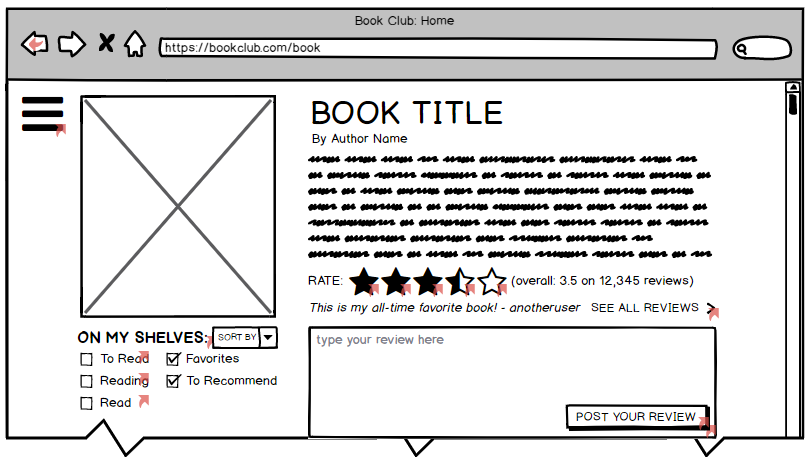 Book Club: Home
https://bookclub.com/book
BOOK TITLE
By Author Name
RATE: (overall: 3.5 on 12,345 reviews)
This is my all-time favorite book! - anotheruser SEE ALL REVIEWS
ON MY SHELVES: SORT BY
To Read Favorites
Reading To Recommend
Read
type your review here
POST YOUR REVIEW